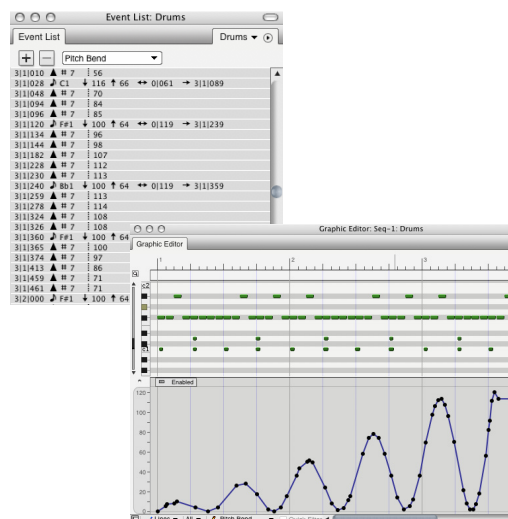 Event List: Drums
Event List
Drums
Pitch Bend
3|1|010 # 7 56
3|1|028 C1 116 66 0|061 3|1|089
3|1|048 # 7 70
3|1|094 # 7 84
3|1|096 # 7 85
3|1|120 F#1 100 64 0|119 3|1|239
3|1|134 # 7 96
3|1|144 # 7 98
3|1|182 # 7 107
3|1|228 # 7 112
3|1|230 # 7 113
3|1|240 Bb1 100 64 0|119 3|1|359
3|1|259 # 7 113
3|1|278 # 7 114
3|1|324 # 7 108
3|1|326 # 7 108
3|1|360 F#1 100 64
3|1|365 # 7 100
3|1|374 # 7 97
3|1|413 # 7 86
3|1|459 # 7 71
3|1|461 # 7 71
3|2|000 F#1 100 64
Graphic Editor: Seq-1: Drums
Graphic Editor
1 2 3
c2
c1
Enabled
120
100
80
60
40
20
0
Lines All Pitch Bend